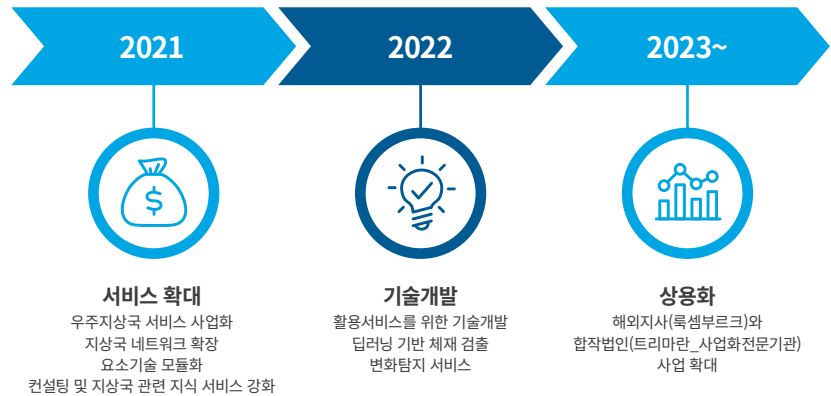 2021
2022
2023~
$
서비스 확대
우주지상국 서비스 사업화
지상국 네트워크 확장
요소기술 모듈화
컨설팅 및 지상국 관련 지식 서비스 강화
기술개발
활용서비스를 위한 기술개발
딥러닝 기반 체재 검출
변화탐지 서비스
상용화
해외지사(룩셈부르크)와
합작법인(트리마란_사업화전문기관)
사업 확대